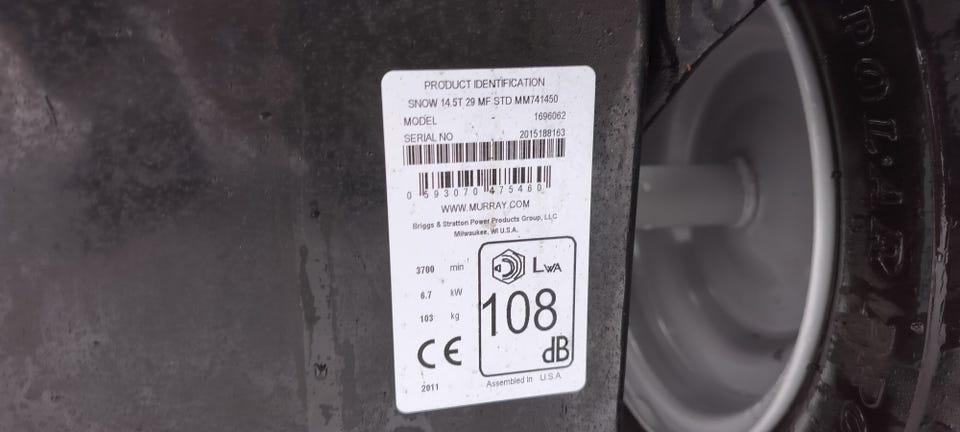 PRODUCT IDENTIFICATION
SNOW 14.5T 29 MF STD MM741450
MODEL 1696062
SERIAL NO 2015188163
0 593070 475460
WWW.MURRAY.COM
Briggs & Stratton Power Products Group, LLC
Milwaukee, WI U.S.A.
3700 min
6.7 kW
103 kg
LWA
108
dB
CE
2011
Assembled in U.S.A
POLAR